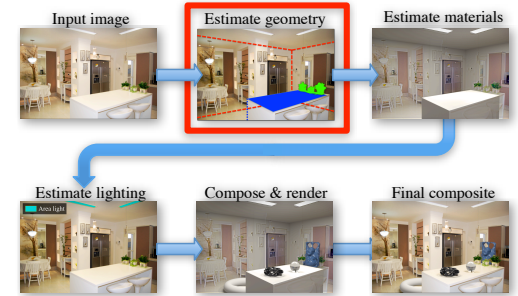 Input image
Estimate geometry
Estimate materials
Estimate lighting
Area light
Compose & render
Final composite